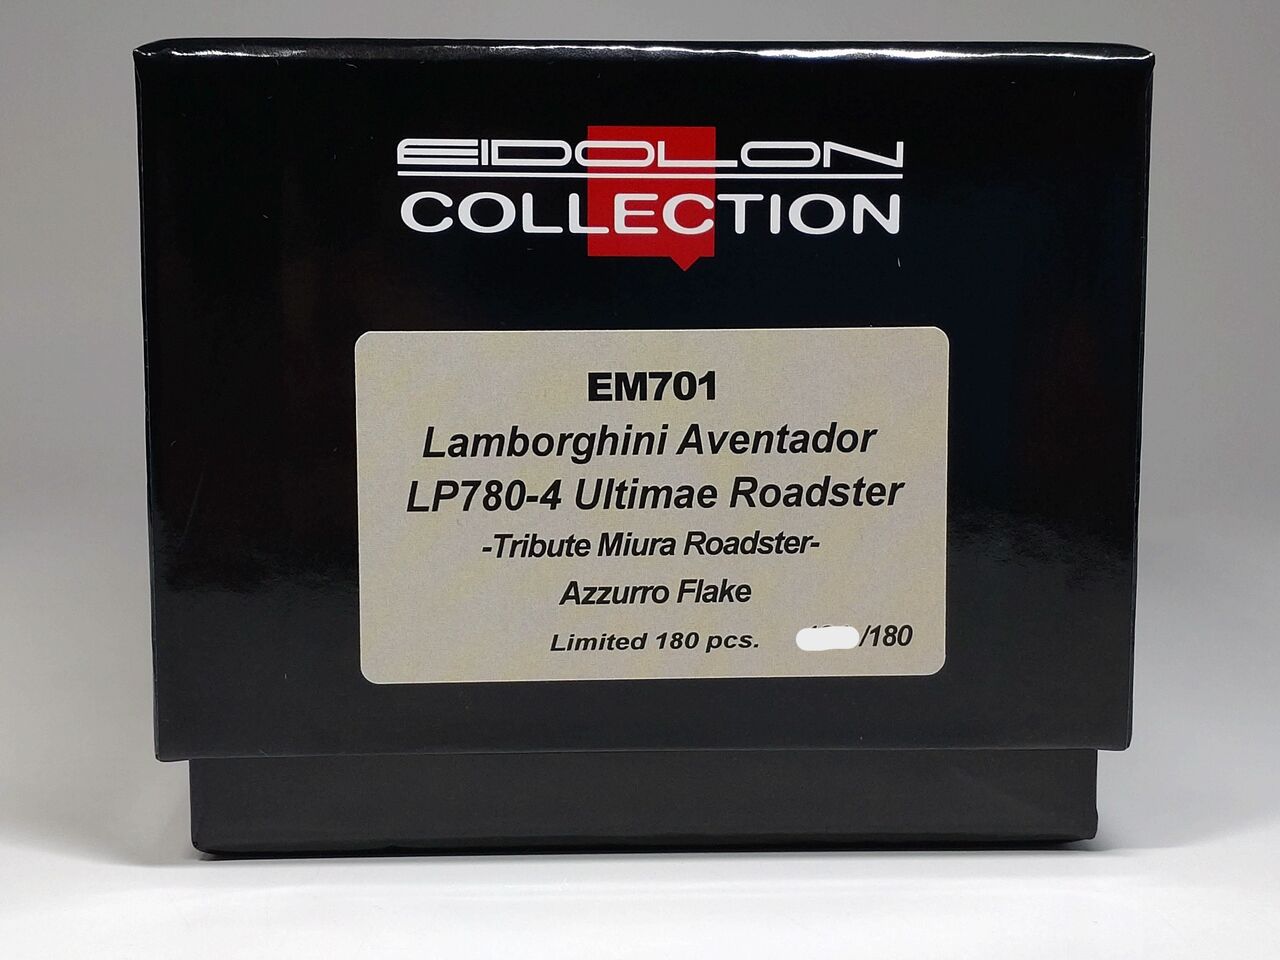 EIDOLON
COLLECTION
EM701
Lamborghini Aventador
LP780-4 Ultimae Roadster
-Tribute Miura Roadster-
Azzurro Flake
Limited 180 pcs. /180